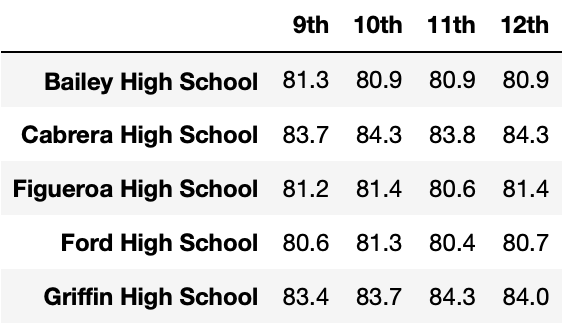 9th 10th 11th 12th
Bailey High School 81.3 80.9 80.9 80.9
Cabrera High School 83.7 84.3 83.8 84.3
Figueroa High School 81.2 81.4 80.6 81.4
Ford High School 80.6 81.3 80.4 80.7
Griffin High School 83.4 83.7 84.3 84.0